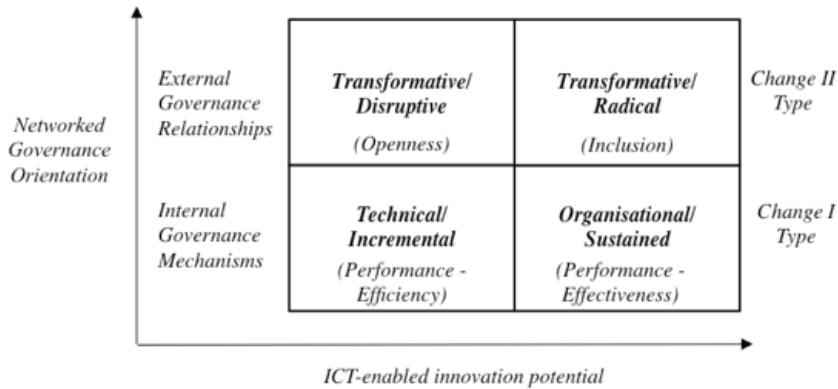 Networked
Governance
Orientation
External
Governance
Relationships
Transformative/
Disruptive
(Openness)
Transformative/
Radical
(Inclusion)
Change II
Type
Internal
Governance
Mechanisms
Technical/
Incremental
(Performance -
Efficiency)
Organisational/
Sustained
(Performance -
Effectiveness)
Change I
Type
ICT-enabled innovation potential